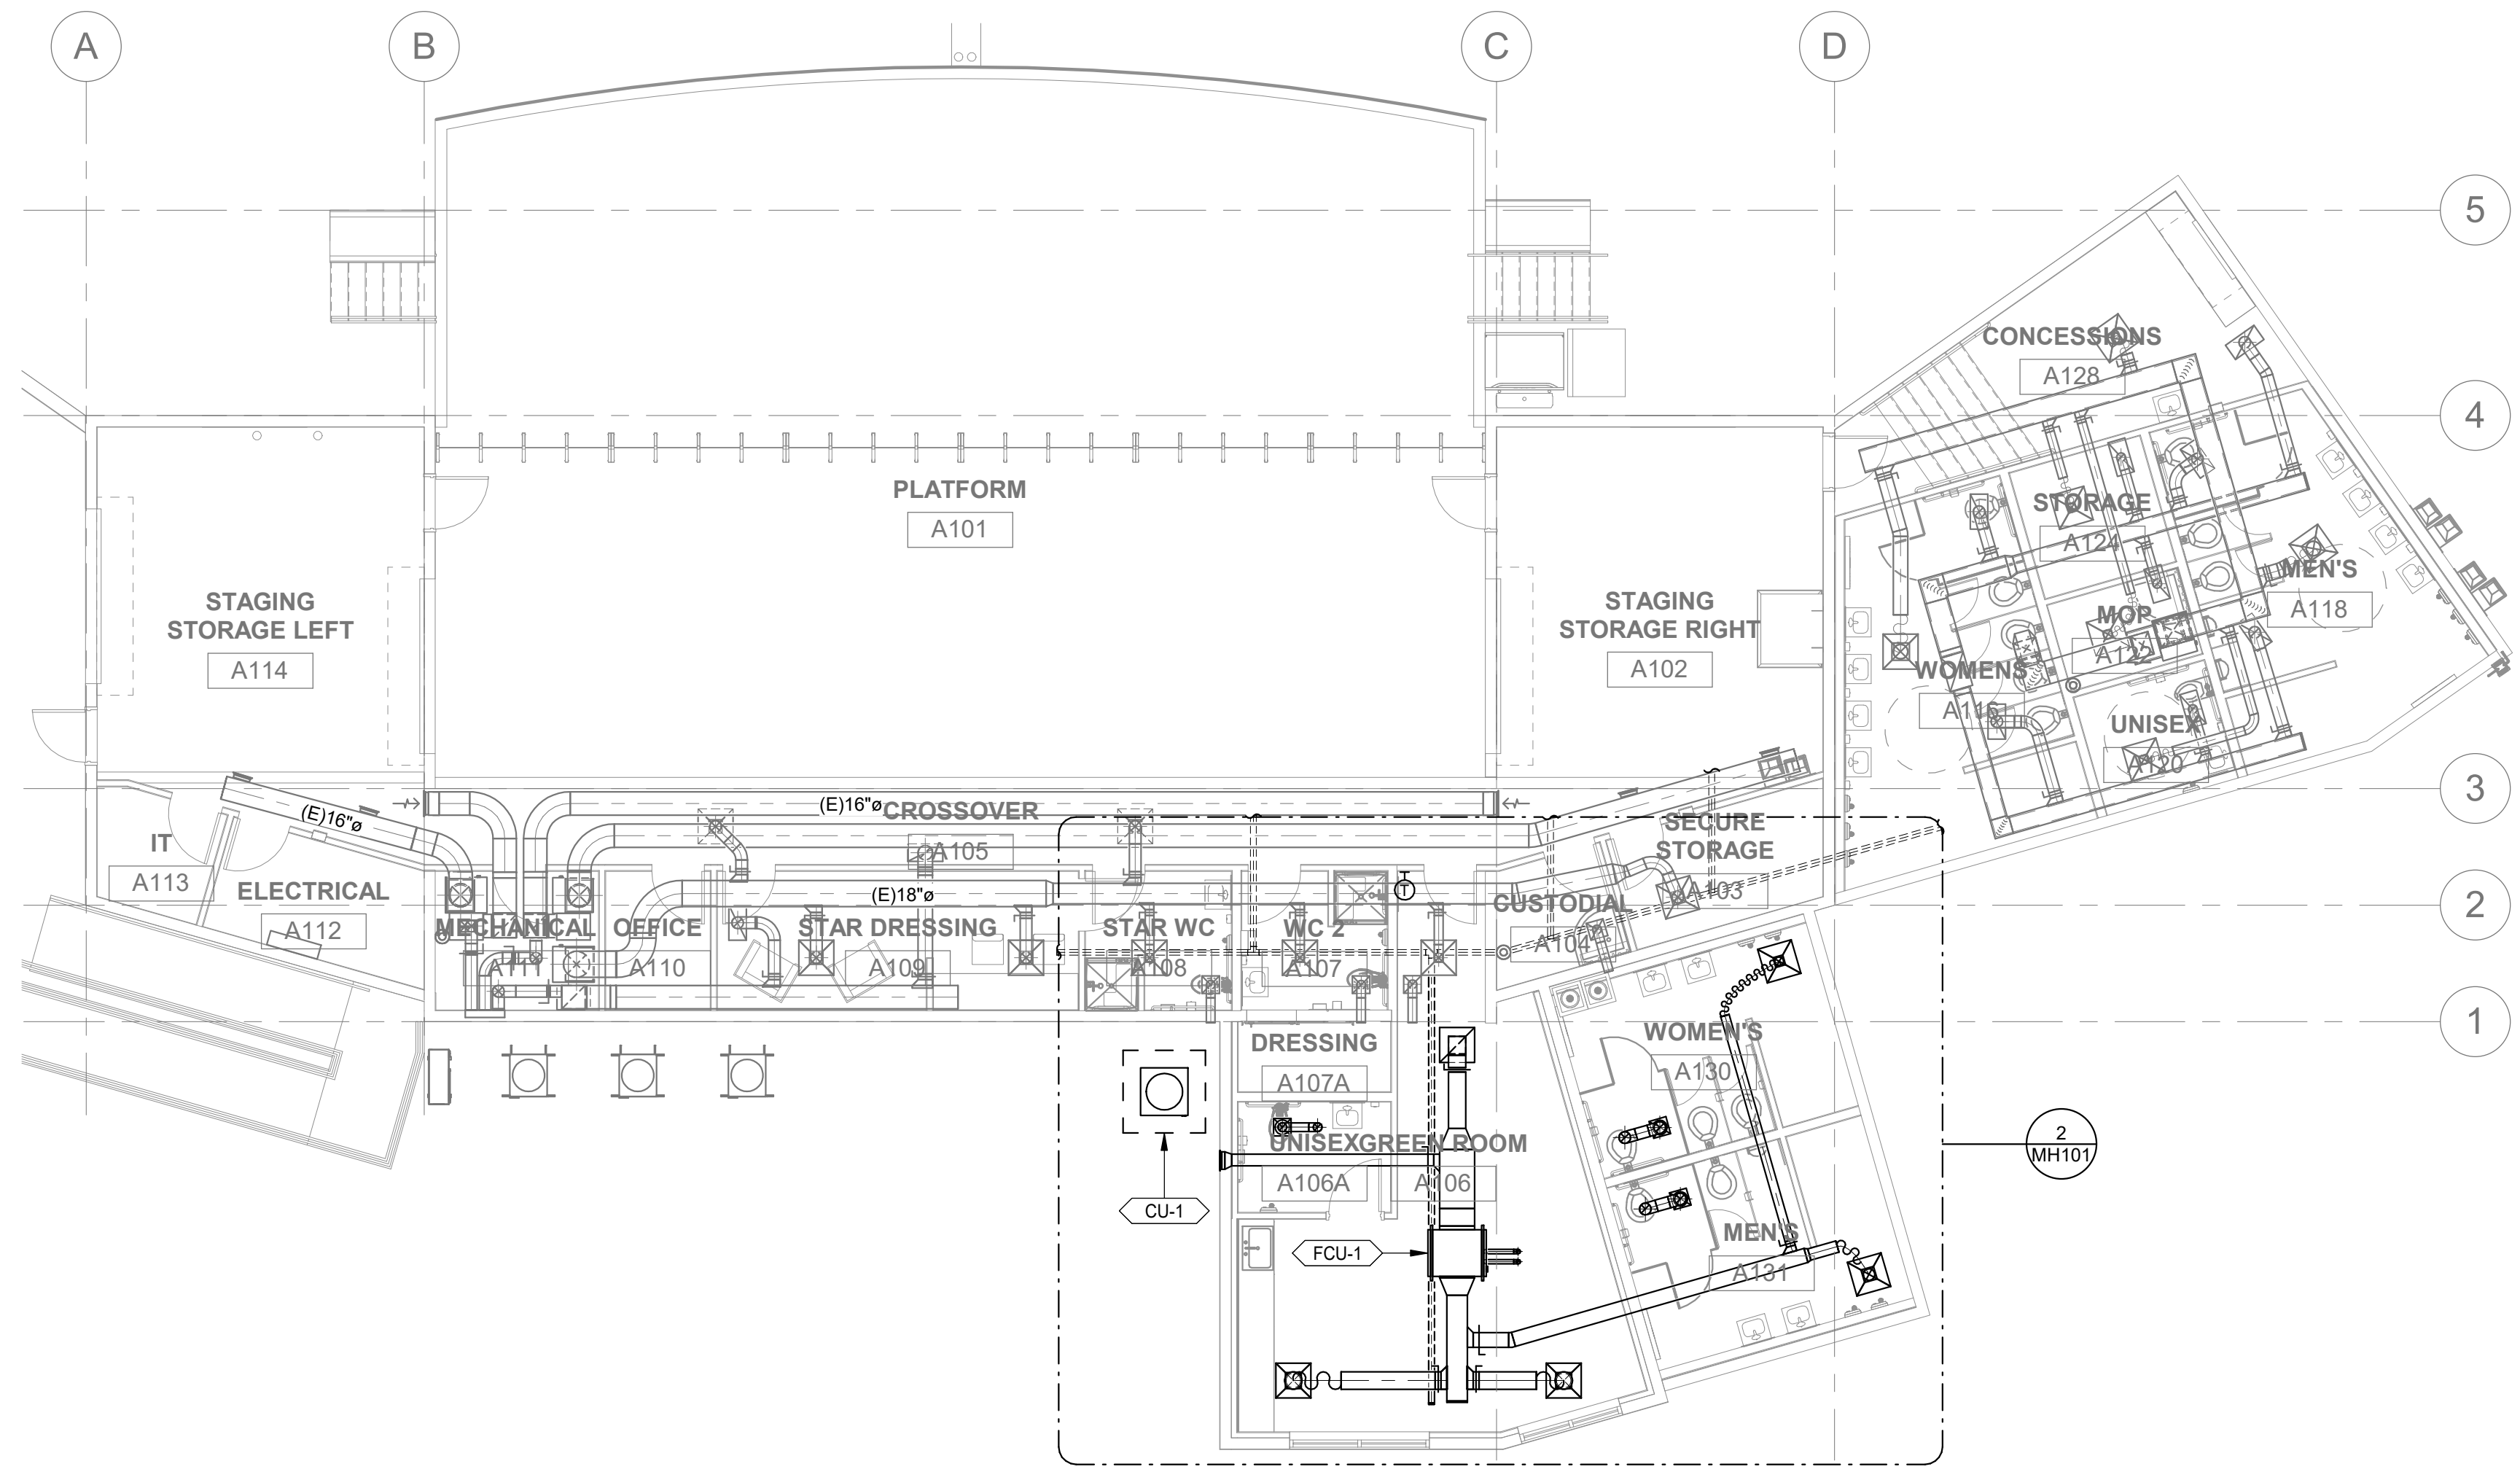 A
B
C
D
5
4
3
2
1
CONCESSIONS
A128
PLATFORM
A101
STORAGE
A124
MEN'S
A118
STAGING
STORAGE LEFT
A114
STAGING
STORAGE RIGHT
A102
MOP
A122
WOMENS
A116
UNISEX
A120
(E)16"ø
(E)16"ø
CROSSOVER
A105
IT
A113
ELECTRICAL
A112
SECURE
STORAGE
A103
(E)18"ø
T
MECHANICAL
A111
OFFICE
A110
STAR DRESSING
A109
STAR WC
A108
WC 2
A107
CUSTODIAL
A104
DRESSING
A107A
WOMEN'S
A130
UNISEX
A106A
GREEN ROOM
A106
2
MH101
CU-1
FCU-1
MEN'S
A131